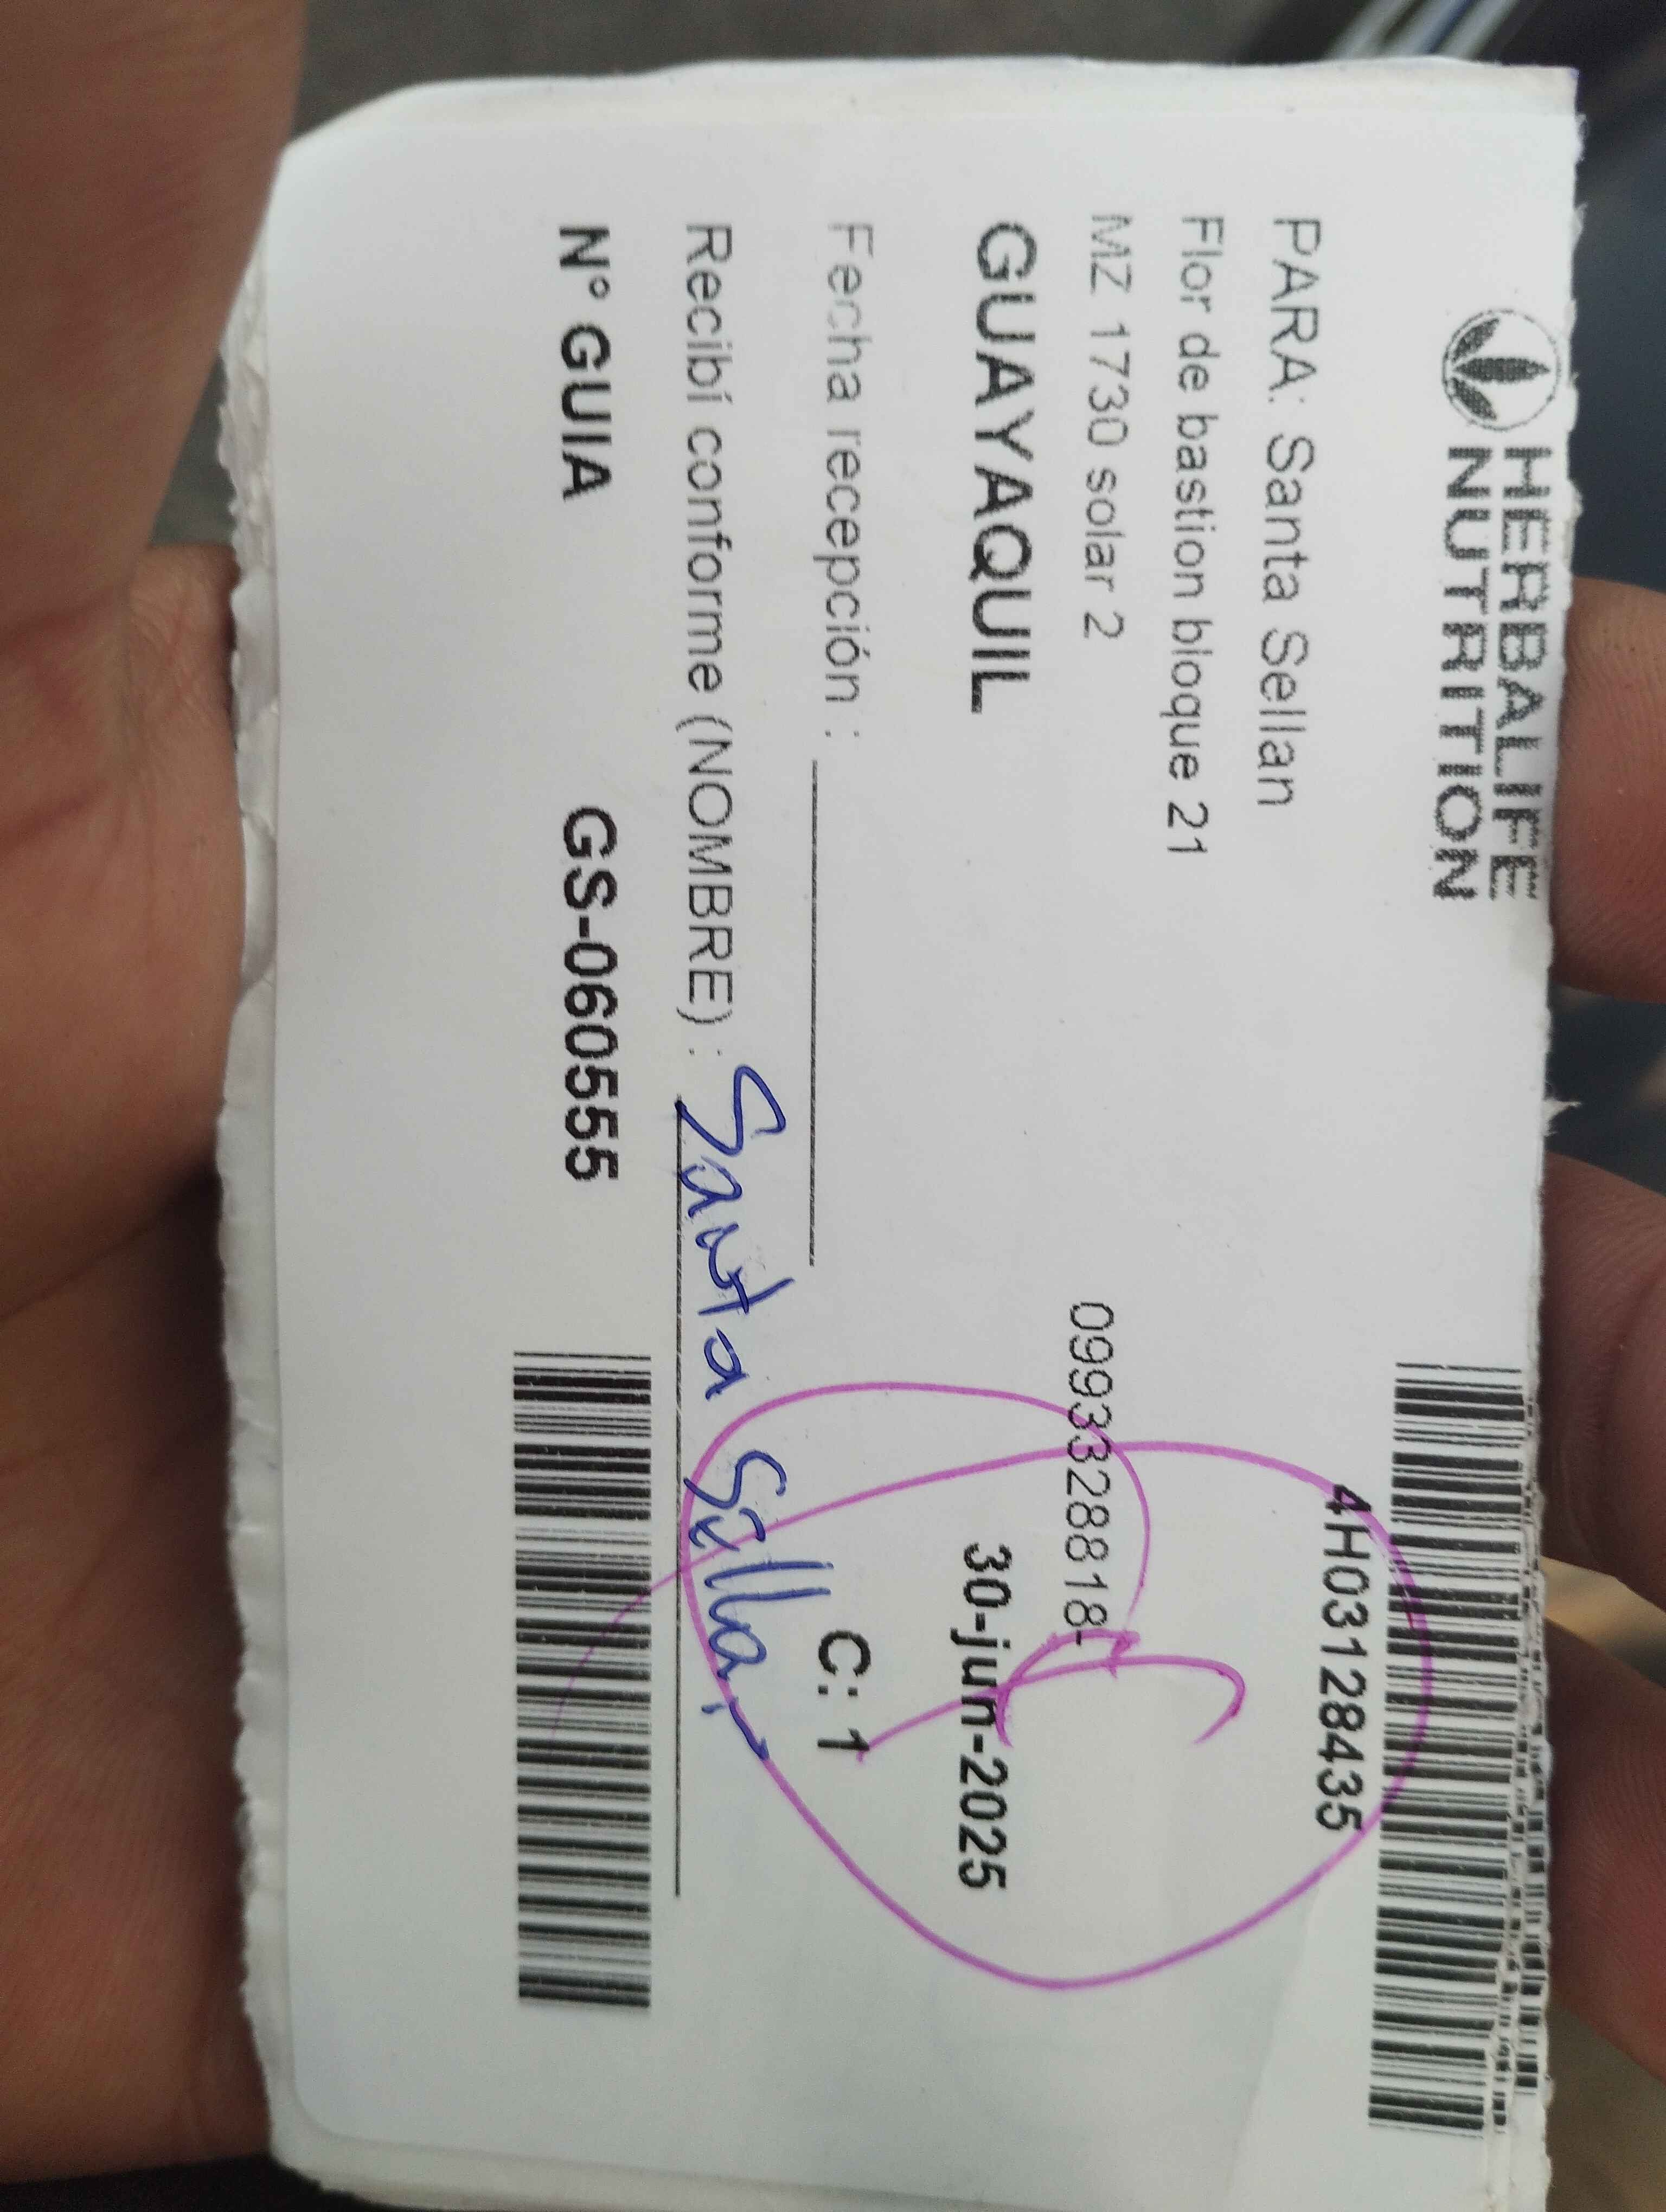 HERBALIFE
NUTRITION
4H03128435
PARA: Santa Sellan
Flor de bastion bloque 21
MZ 1730 solar 2 0993328818-
GUAYAQUIL 30-jun-2025
Fecha recepción : C: 1
Recibí conforme (NOMBRE) : Santa Sellan
N° GUIA GS-060555